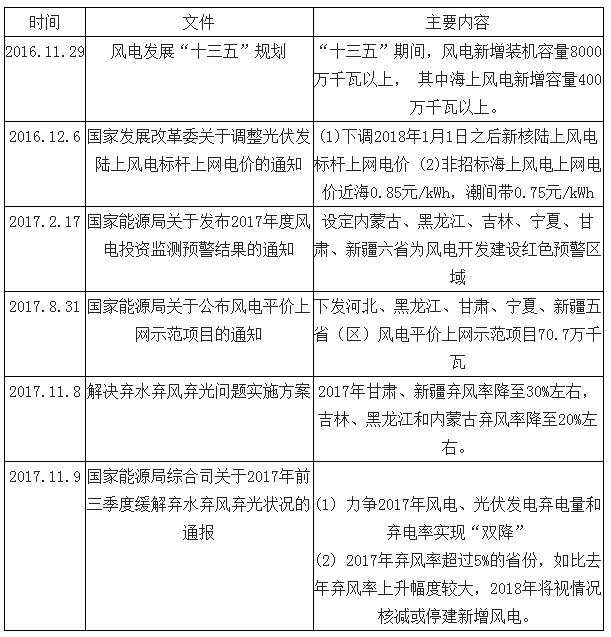 时间 文件 主要内容
2016.11.29 风电发展“十三五”规划 “十三五”期间，风电新增装机容量8000
万千瓦以上， 其中海上风电新增容量400
万千瓦以上。
2016.12.6 国家发展改革委关于调整光伏发 (1)下调2018年1月1日之后新核陆上风电
陆上风电标杆上网电价的通知 标杆上网电价 (2)非招标海上风电上网电
价近海0.85元/kWh，潮间带0.75元/kWh
2017.2.17 国家能源局关于发布2017年度风 设定内蒙古、黑龙江、吉林、宁夏、甘
电投资监测预警结果的通知 肃、新疆六省为风电开发建设红色预警区
域
2017.8.31 国家能源局关于公布风电平价上 下发河北、黑龙江、甘肃、宁夏、新疆五
网示范项目的通知 省（区）风电平价上网示范项目70.7万千
瓦
2017.11.8 解决弃水弃风弃光问题实施方案 2017年甘肃、新疆弃风率降至30%左右，
吉林、黑龙江和内蒙古弃风率降至20%左
右。
2017.11.9 国家能源局综合司关于2017年前
三季度缓解弃水弃风弃光状况的 (1) 力争2017年风电、光伏发电弃电量和
通报 弃电率实现“双降”
(2) 2017年弃风率超过5%的省份，如比去
年弃风率上升幅度较大，2018年将视情况
核减或停建新增风电。